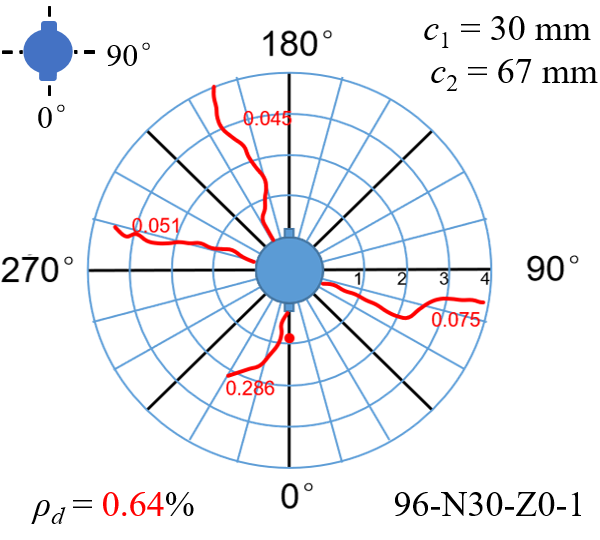 180°
c₁ = 30 mm
90°
c₂ = 67 mm
0°
0.045
0.051
270°
1 2 3 4
90°
0.075
0.286
0°
ρd = 0.64%
96-N30-Z0-1